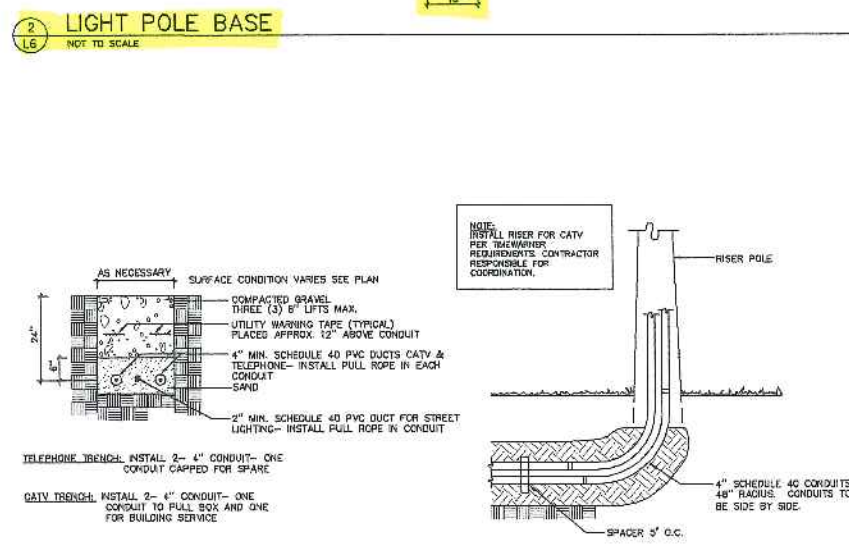 2
L6
LIGHT POLE BASE
NOT TO SCALE
AS NECESSARY
SURFACE CONDITION VARIES SEE PLAN
24"
6"
COMPACTED GRAVEL
THREE (3) 8" LIFTS MAX.
UTILITY WARNING TAPE (TYPICAL)
PLACED APPROX. 12" ABOVE CONDUIT
4" MIN. SCHEDULE 40 PVC DUCTS CATV &
TELEPHONE- INSTALL PULL ROPE IN EACH
CONDUIT
SAND
2" MIN. SCHEDULE 40 PVC DUCT FOR STREET
LIGHTING- INSTALL PULL ROPE IN CONDUIT
TELEPHONE TRENCH: INSTALL 2- 4" CONDUIT- ONE
CONDUIT CAPPED FOR SPARE
CATV TRENCH: INSTALL 2- 4" CONDUIT- ONE
CONDUIT TO PULL BOX AND ONE
FOR BUILDING SERVICE
NOTE:
INSTALL RISER FOR CATV
PER TIMEWARNER
REQUIREMENTS. CONTRACTOR
RESPONSIBLE FOR
COORDINATION.
RISER POLE
4" SCHEDULE 40 CONDUITS
48" RADIUS. CONDUITS TO
BE SIDE BY SIDE.
SPACER 5' O.C.